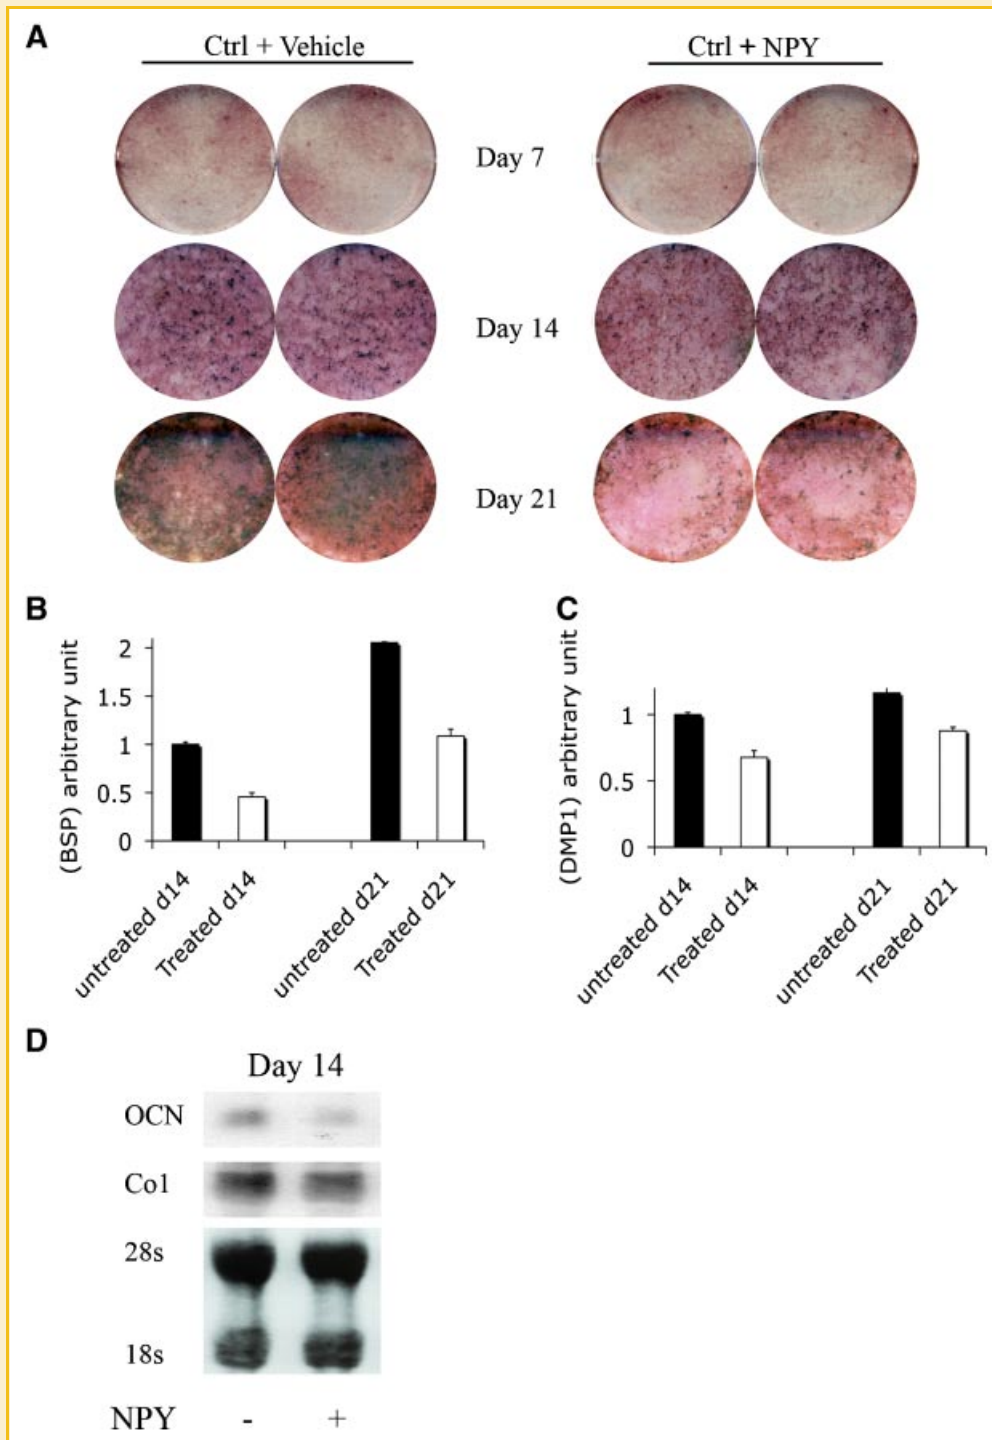 A
Ctrl + Vehicle
Ctrl + NPY
Day 7
Day 14
Day 21
B
(BSP) arbitrary unit
2
1.5
1
0.5
0
untreated d14
Treated d14
untreated d21
Treated d21
C
(DMP1) arbitrary unit
1
0.5
0
untreated d14
Treated d14
untreated d21
Treated d21
D
Day 14
OCN
Co1
28s
18s
NPY - +